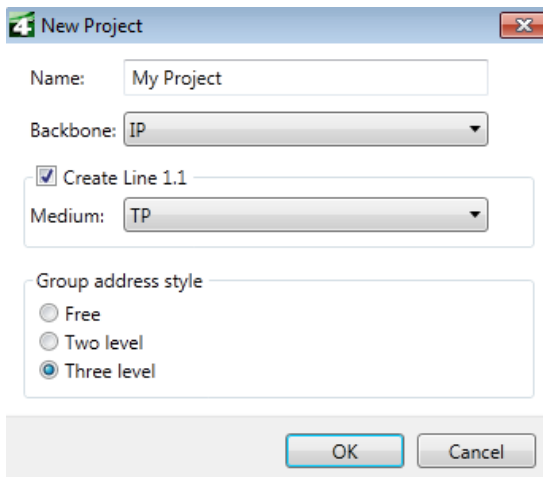 4 New Project
Name: My Project
Backbone: IP
Create Line 1.1
Medium: TP
Group address style
Free
Two level
Three level
OK Cancel